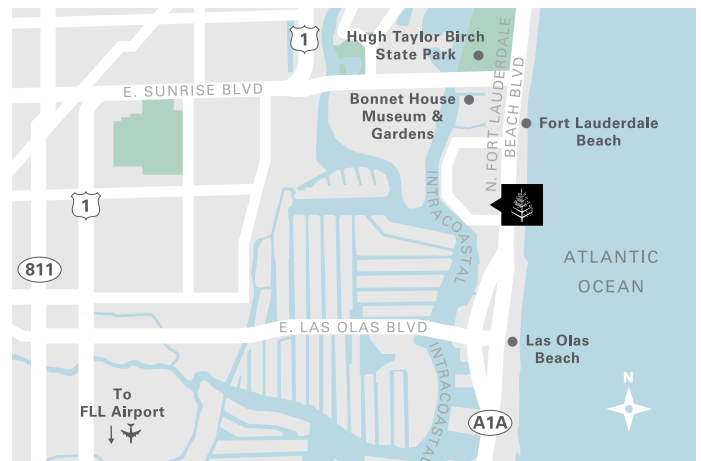 1
Hugh Taylor Birch
State Park
E. SUNRISE BLVD
Bonnet House
Museum &
Gardens
N. FORT LAUDERDALE
BEACH BLVD
Fort Lauderdale
Beach
1
INTRACOASTAL
811
ATLANTIC
OCEAN
E. LAS OLAS BLVD
Las Olas
Beach
INTRACOASTAL
To
FLL Airport
N
A1A